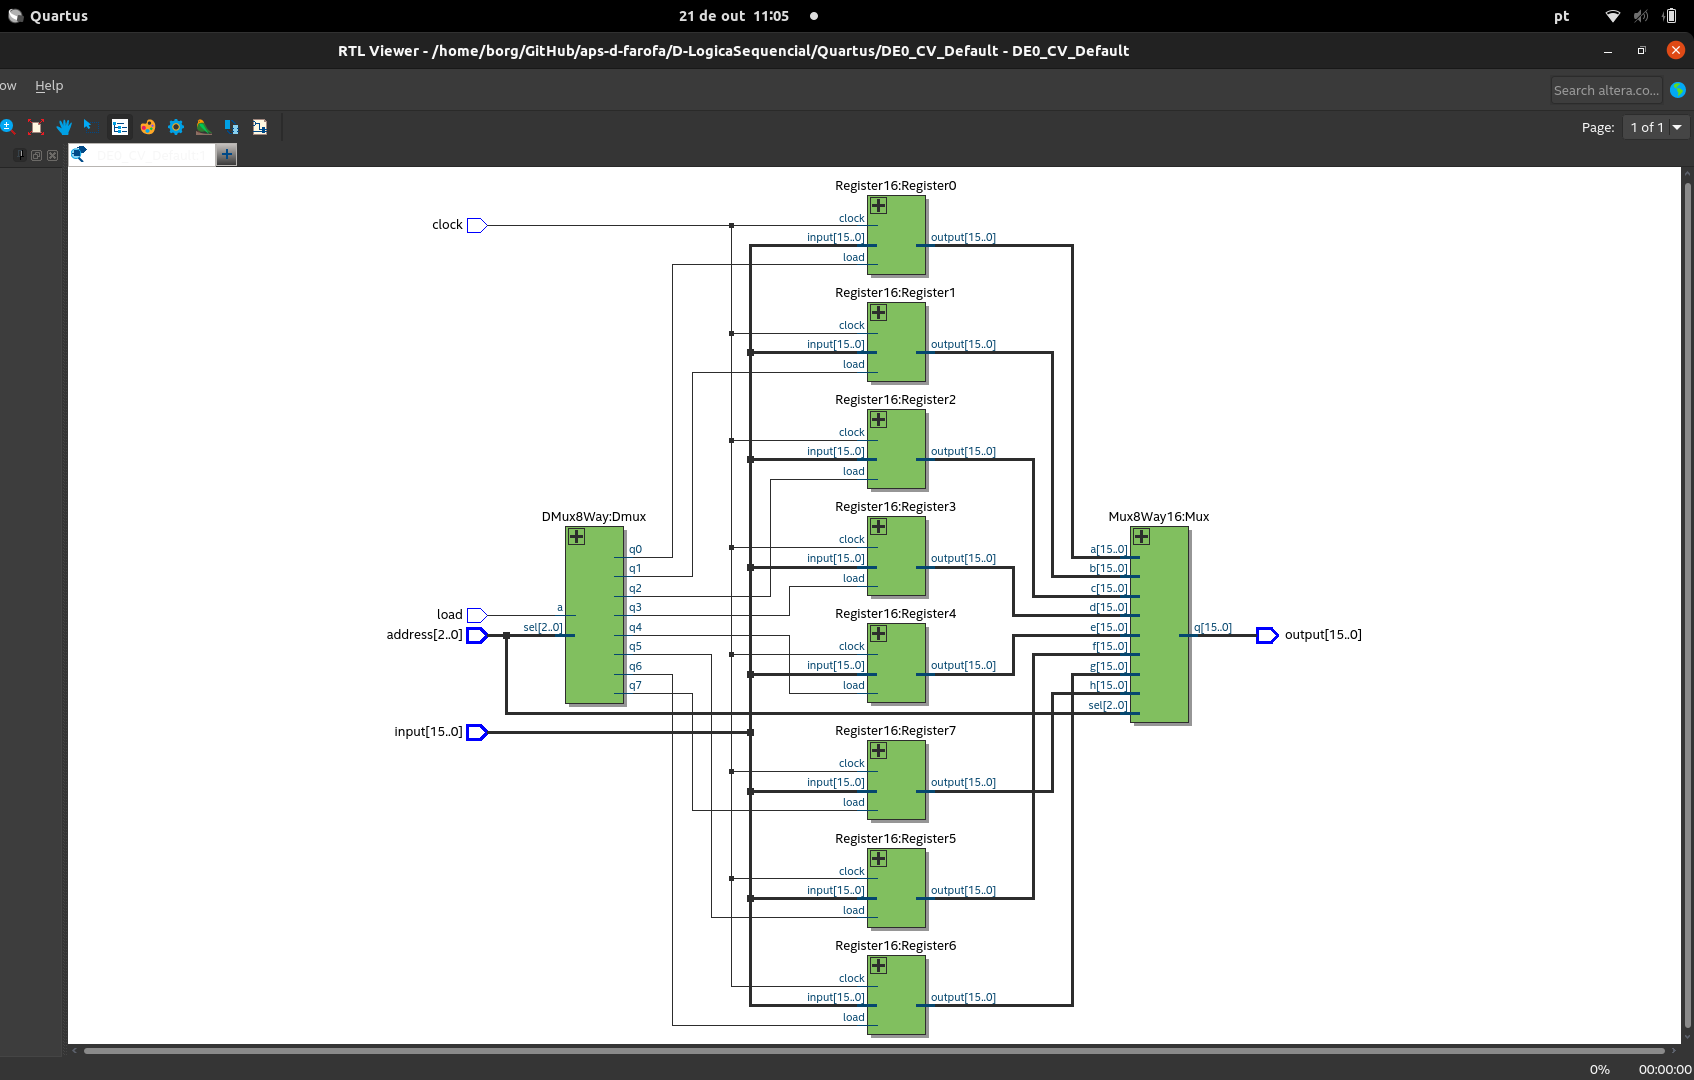 Quartus
21 de out 11:05
pt
RTL Viewer - /home/borg/GitHub/aps-d-farofa/D-LogicaSequencial/Quartus/DE0_CV_Default - DE0_CV_Default
ow Help
Search altera.co...
Page: 1 of 1
Register16:Register0
clock
clock
input[15..0]
output[15..0]
load
Register16:Register1
clock
input[15..0]
output[15..0]
load
Register16:Register2
clock
input[15..0]
output[15..0]
load
Register16:Register3
clock
input[15..0]
output[15..0]
load
Register16:Register4
clock
input[15..0]
output[15..0]
load
Register16:Register7
clock
input[15..0]
output[15..0]
load
Register16:Register5
clock
input[15..0]
output[15..0]
load
Register16:Register6
clock
input[15..0]
output[15..0]
load
DMux8Way:Dmux
q0
q1
q2
q3
q4
q5
q6
q7
load
a
address[2..0]
sel[2..0]
input[15..0]
Mux8Way16:Mux
a[15..0]
b[15..0]
c[15..0]
d[15..0]
e[15..0]
f[15..0]
g[15..0]
h[15..0]
sel[2..0]
q[15..0]
output[15..0]
0% 00:00:00